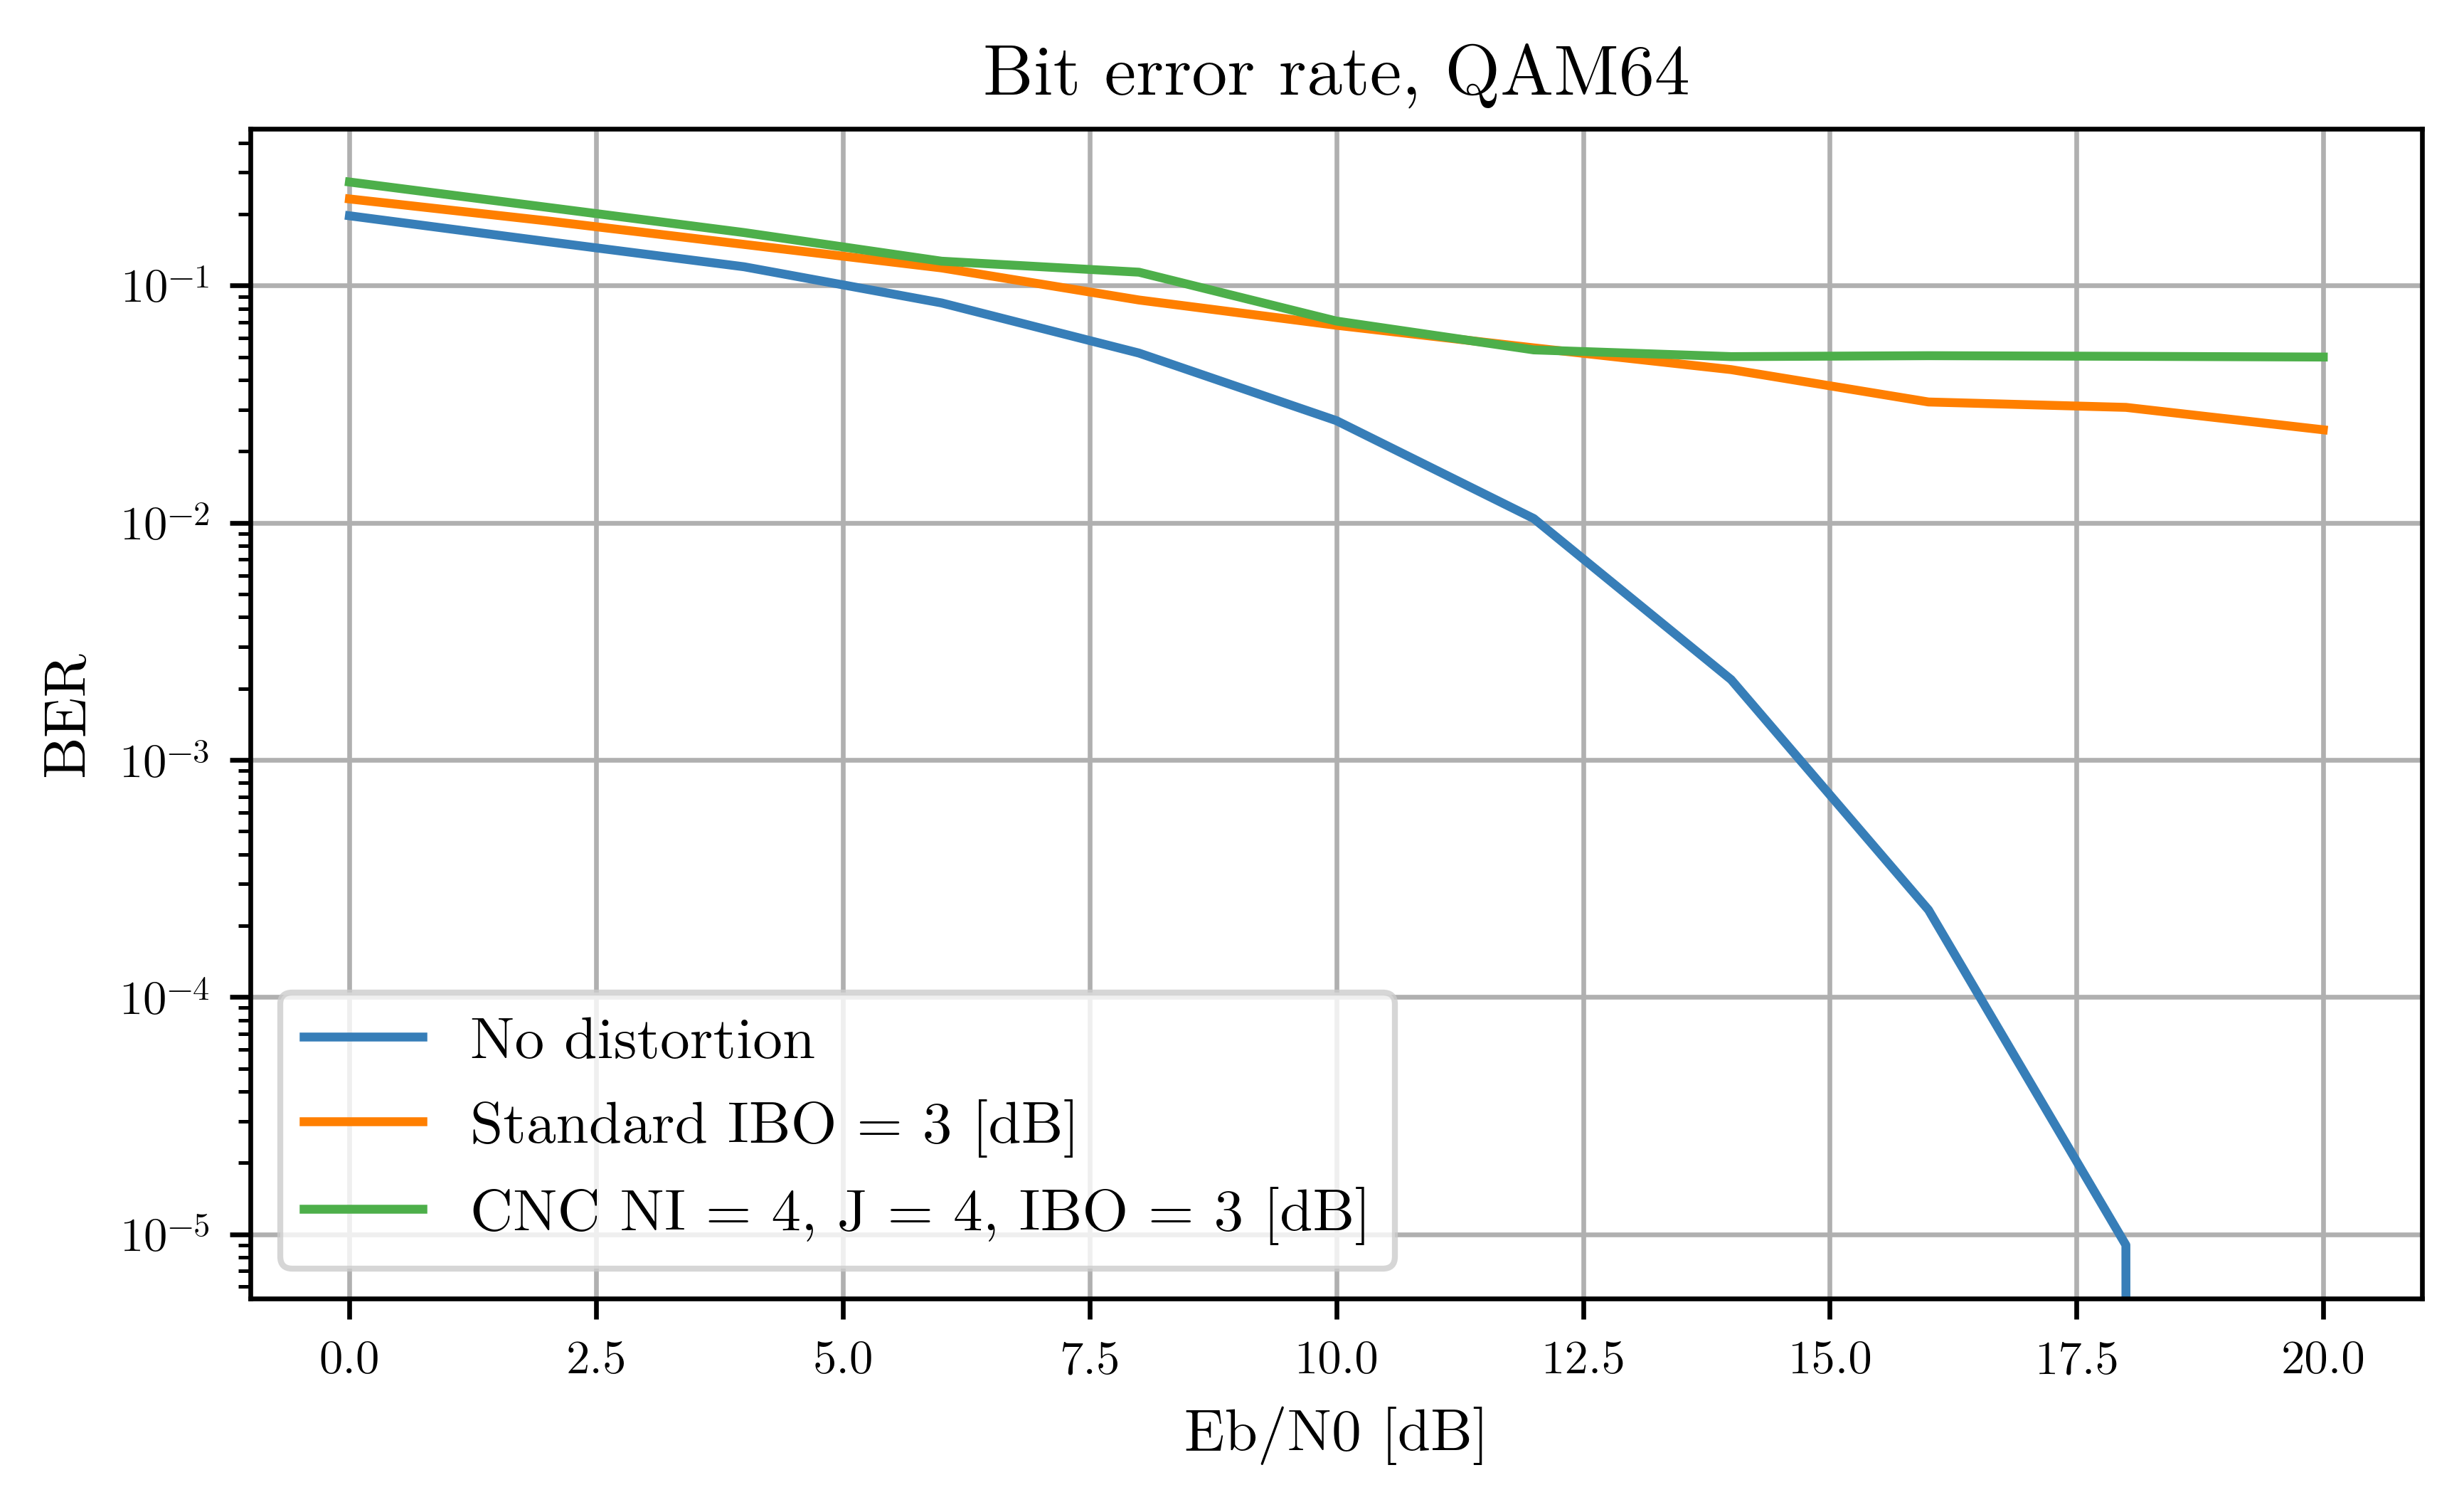 Bit error rate, QAM64
BER
10⁻¹
10⁻²
10⁻³
10⁻⁴
10⁻⁵
No distortion
Standard IBO = 3 [dB]
CNC NI = 4, J = 4, IBO = 3 [dB]
0.0 2.5 5.0 7.5 10.0 12.5 15.0 17.5 20.0
Eb/N0 [dB]